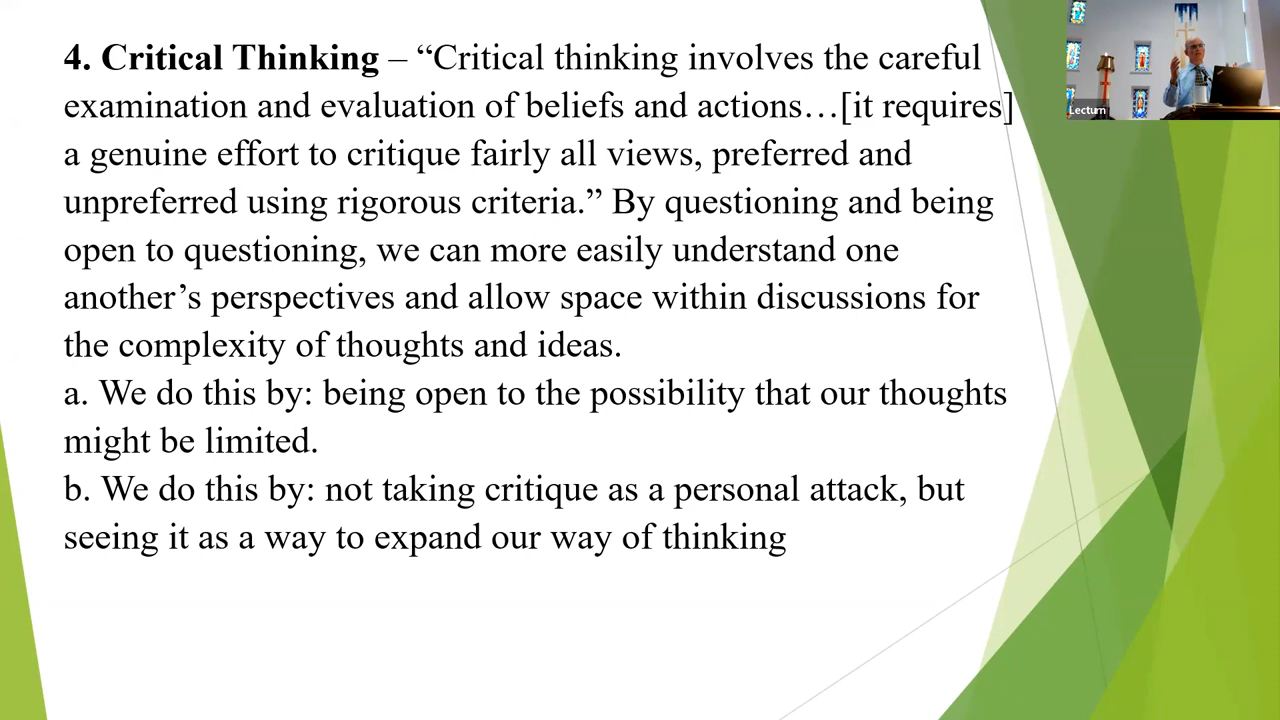 4. Critical Thinking – “Critical thinking involves the careful
examination and evaluation of beliefs and actions…[it requires]
a genuine effort to critique fairly all views, preferred and
unpreferred using rigorous criteria.” By questioning and being
open to questioning, we can more easily understand one
another’s perspectives and allow space within discussions for
the complexity of thoughts and ideas.
a. We do this by: being open to the possibility that our thoughts
might be limited.
b. We do this by: not taking critique as a personal attack, but
seeing it as a way to expand our way of thinking
Lecturn